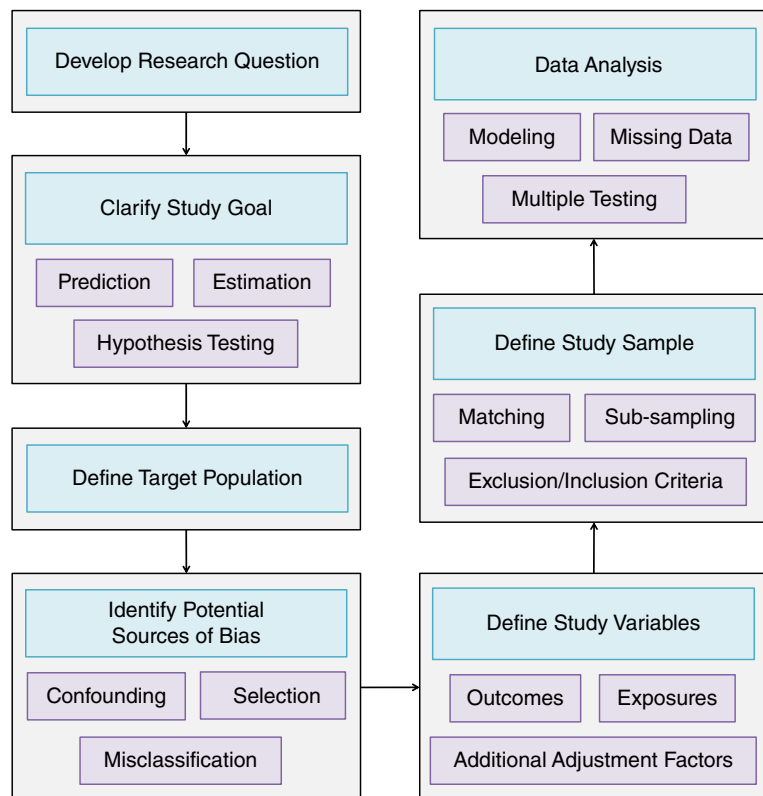 Develop Research Question
Clarify Study Goal
Prediction
Estimation
Hypothesis Testing
Define Target Population
Identify Potential
Sources of Bias
Confounding
Selection
Misclassification
Define Study Variables
Outcomes
Exposures
Additional Adjustment Factors
Define Study Sample
Matching
Sub-sampling
Exclusion/Inclusion Criteria
Data Analysis
Modeling
Missing Data
Multiple Testing